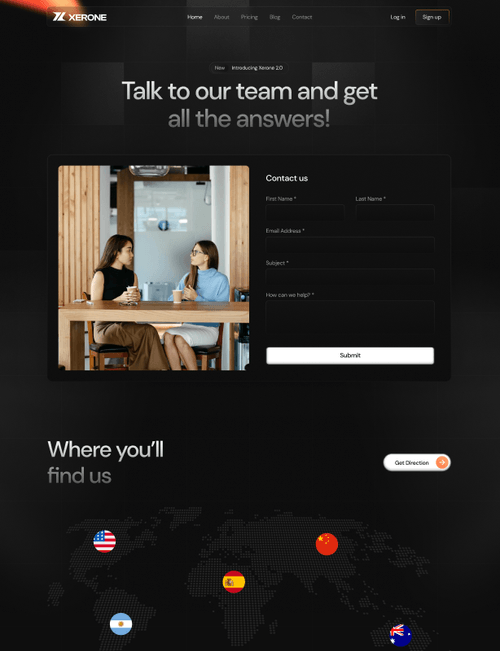 XERONE
Home About Pricing Blog Contact
Log in Sign up
New Introducing Xerone 2.0
Talk to our team and get
all the answers!
Contact us
First Name * Last Name *
Email Address *
Subject *
How can we help? *
Submit
Where you'll
find us
Get Direction